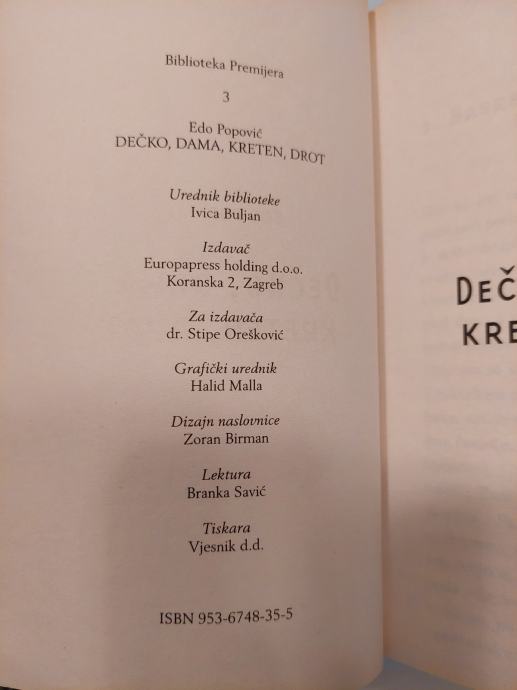 Biblioteka Premijera
3
Edo Popović
DEČKO, DAMA, KRETEN, DROT
Urednik biblioteke
Ivica Buljan
Izdavač
Europapress holding d.o.o.
Koranska 2, Zagreb
Za izdavača
dr. Stipe Orešković
Grafički urednik
Halid Malla
Dizajn naslovnice
Zoran Birman
Lektura
Branka Savić
Tiskara
Vjesnik d.d.
ISBN 953-6748-35-5
DEČ
KRE